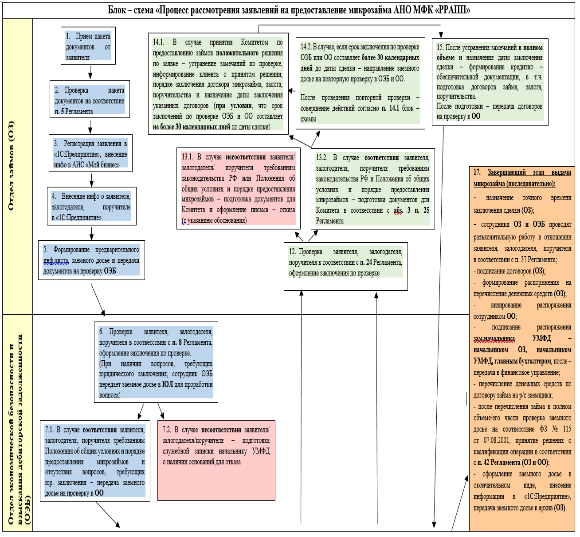 Блок – схема «Процесс рассмотрения заявлений на предоставление микрозайма АНО МФК «РРАПП»
Отдел займов (ОЗ)
1. Прием пакета
документов от
заявителя
2. Проверка пакета
документов на соответствие
п. 5 Регламента
3. Регистрация заявления в
«1С:Предприятие», внесение
инфо в АИС «Мой бизнес»
4. Внесение инфо о заявителе,
залогодателе, поручителе
в «1С:Предприятие»
5. Формирование предварительного
инф.листа, заемного досье и передача
документов на проверку ОЭБ
14.1. В случае принятия Комитетом по
предоставлению займов положительного решения
по заявке – устранение замечаний по проверке,
информирование клиента о принятом решении,
порядке заключения договора микрозайма, залога,
поручительства и назначение даты заключения
указанных договоров (при условии, что срок
заключений по проверке ОЭБ и ОО составляет
не более 30 календарных дней до даты сделки)
14.2. В случае, если срок заключения по проверке
ОЭБ или ОО составляет более 30 календарных
дней до даты сделки – направление заемного
досье на повторную проверку в ОЭБ и ОО.
После проведения повторной проверки –
совершение действий согласно п. 14.1 блок –
схемы
15. После устранения замечаний в полном
объеме и назначения даты заключения
сделки – формирование кредитно –
обеспечительной документации, в т.ч.
подготовка договоров займа, залога,
поручительства.
После подготовки – передача договоров
на проверку в ОО
13.1. В случае несоответствия заявителя/
залогодателя/ поручителя требованиям
законодательства РФ или Положения об
общих условиях и порядке предоставления
микрозаймов – подготовка документов для
Комитета и оформление письма – отказа
(с указанием обоснования)
13.2. В случае соответствия заявителя,
залогодателя, поручителя требованиям
законодательства РФ и Положения об общих
условиях и порядке предоставления
микрозаймов – подготовка документов для
Комитета в соответствии с абз. 3 п. 25
Регламента.
12. Проверка заявителя, залогодателя,
поручителя в соответствии с п. 24 Регламента,
оформление заключения по проверке
17. Завершающий этап выдачи
микрозайма (последовательно):
- назначение точного времени
заключения сделки (ОЗ);
- сотрудники ОЗ и ОЭБ проводят
разъяснительную работу в отношении
заявителя, залогодателя, поручителя
в соответствии с п. 37 Регламента;
- подписание договоров (ОЗ);
- формирование распоряжения на
перечисление денежных средств (ОЗ);
- визирование распоряжения
сотрудником ОО;
- подписание распоряжения
зам.начальника УМФД –
начальником ОЗ, начальником
УМФД, главным бухгалтером, после –
передача в финансовое управление;
- перечисление денежных средств по
договору займа на р/с заемщика;
- после перечисления займа в полном
объеме/его части проверка заемного
досье на соответствие ФЗ № 115
от 07.08.2001, принятие решения о
квалификации операции в соответствии
с п. 42 Регламента (ОЗ и ОО);
- оформление заемного досье в
окончательном виде, внесение
информации в «1С:Предприятие»,
передача заемного досье в архив (ОЗ).
Отдел экономической безопасности и
взыскания дебиторской задолженности
(ОЭБ)
6. Проверка заявителя, залогодателя,
поручителя в соответствии с п. 8 Регламента,
оформление заключения по проверке.
(При наличии вопросов, требующих
юридического заключения, сотрудник ОЭБ
передает заемное досье в ЮЛ для проработки
вопроса)
7.1. В случае соответствия заявителя,
залогодателя, поручителя требованиям
Положения об общих условиях и порядке
предоставления микрозаймов и
отсутствия вопросов, требующих
юр. заключения – передача заемного
досье на проверку в ОО
7.2. В случае несоответствия заявителя/
залогодателя/поручителя – подготовка
служебной записки начальнику УМФД
о наличии оснований для отказа.